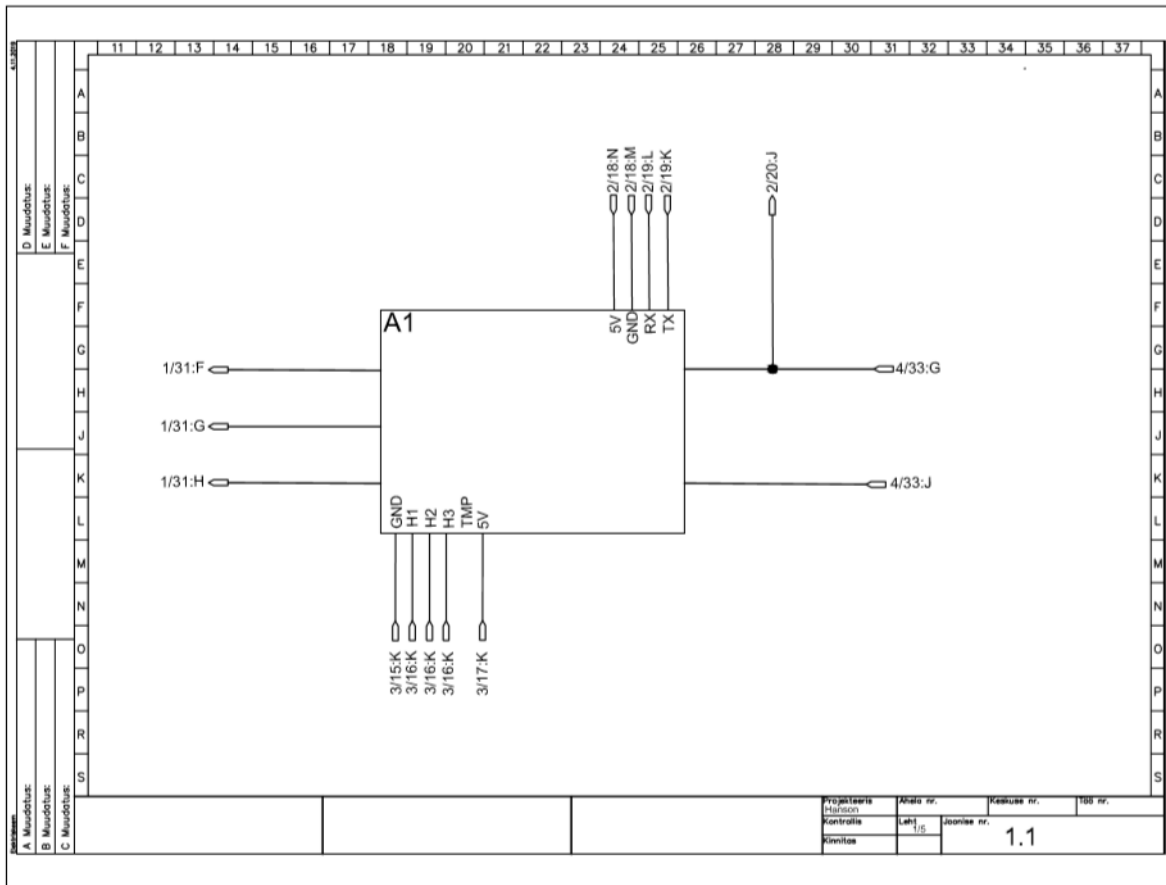 11 12 13 14 15 16 17 18 19 20 21 22 23 24 25 26 27 28 29 30 31 32 33 34 35 36 37
4.11.2019
D Muudatus:
E Muudatus:
F Muudatus:
A A
B B
C C
D D
E E
F F
G G
H H
J J
K K
L L
M M
N N
O O
P P
R R
S S
2/18:N
2/18:M
2/19:L
2/19:K
2/20:J
A1
5V
GND
RX
TX
1/31:F
4/33:G
1/31:G
1/31:H
4/33:J
GND
H1
H2
H3
TMP
5V
3/15:K
3/16:K
3/16:K
3/16:K
3/17:K
A Muudatus:
B Muudatus:
C Muudatus:
Projekteeris
Hanson
Ahela nr.
Keskuse nr.
Töö nr.
Kontrollis
Leht
1/5
Joonise nr.
1.1
Kinnitas